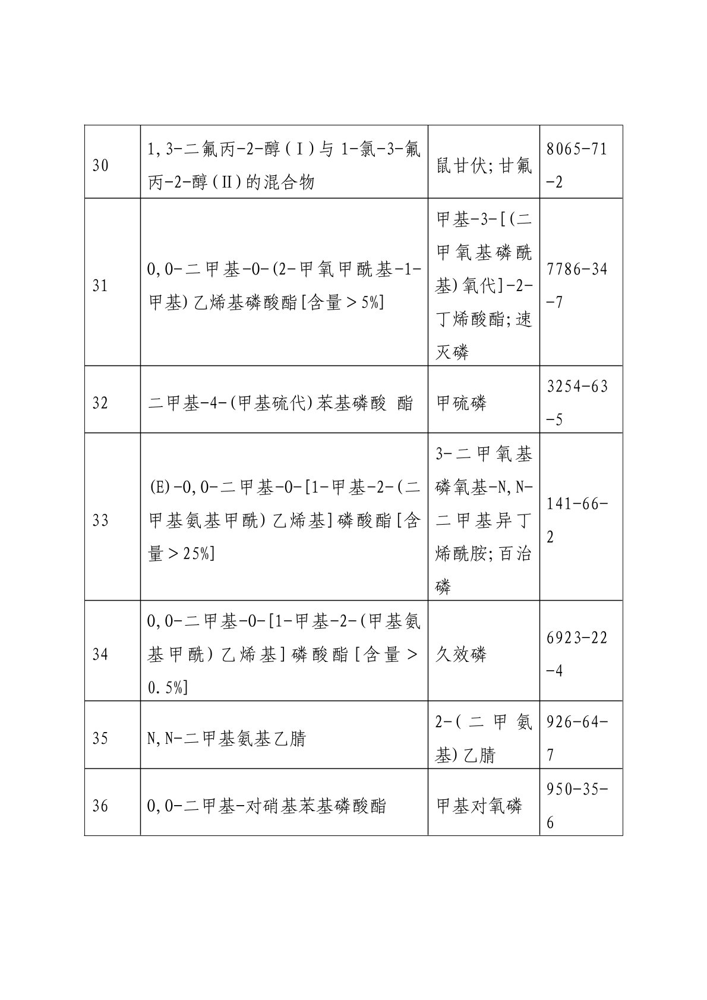 30
1,3-二氟丙-2-醇(Ⅰ)与 1-氯-3-氟
丙-2-醇(Ⅱ)的混合物
鼠甘伏;甘氟
8065-71
-2
31
O,O-二甲基-O-(2-甲氧甲酰基-1-
甲基)乙烯基磷酸酯[含量＞5%]
甲基-3-[(二
甲氧基磷酰
基)氧代]-2-
丁烯酸酯;速
灭磷
7786-34
-7
32
二甲基-4-(甲基硫代)苯基磷酸 酯
甲硫磷
3254-63
-5
33
(E)-O,O-二甲基-O-[1-甲基-2-(二
甲基氨基甲酰)乙烯基]磷酸酯[含
量＞25%]
3-二甲氧基
磷氧基-N,N-
二甲基异丁
烯酰胺;百治
磷
141-66-
2
34
O,O-二甲基-O-[1-甲基-2-(甲基氨
基甲酰)乙烯基]磷酸酯[含量＞
0.5%]
久效磷
6923-22
-4
35
N,N-二甲基氨基乙腈
2-(二甲氨
基)乙腈
926-64-
7
36
O,O-二甲基-对硝基苯基磷酸酯
甲基对氧磷
950-35-
6